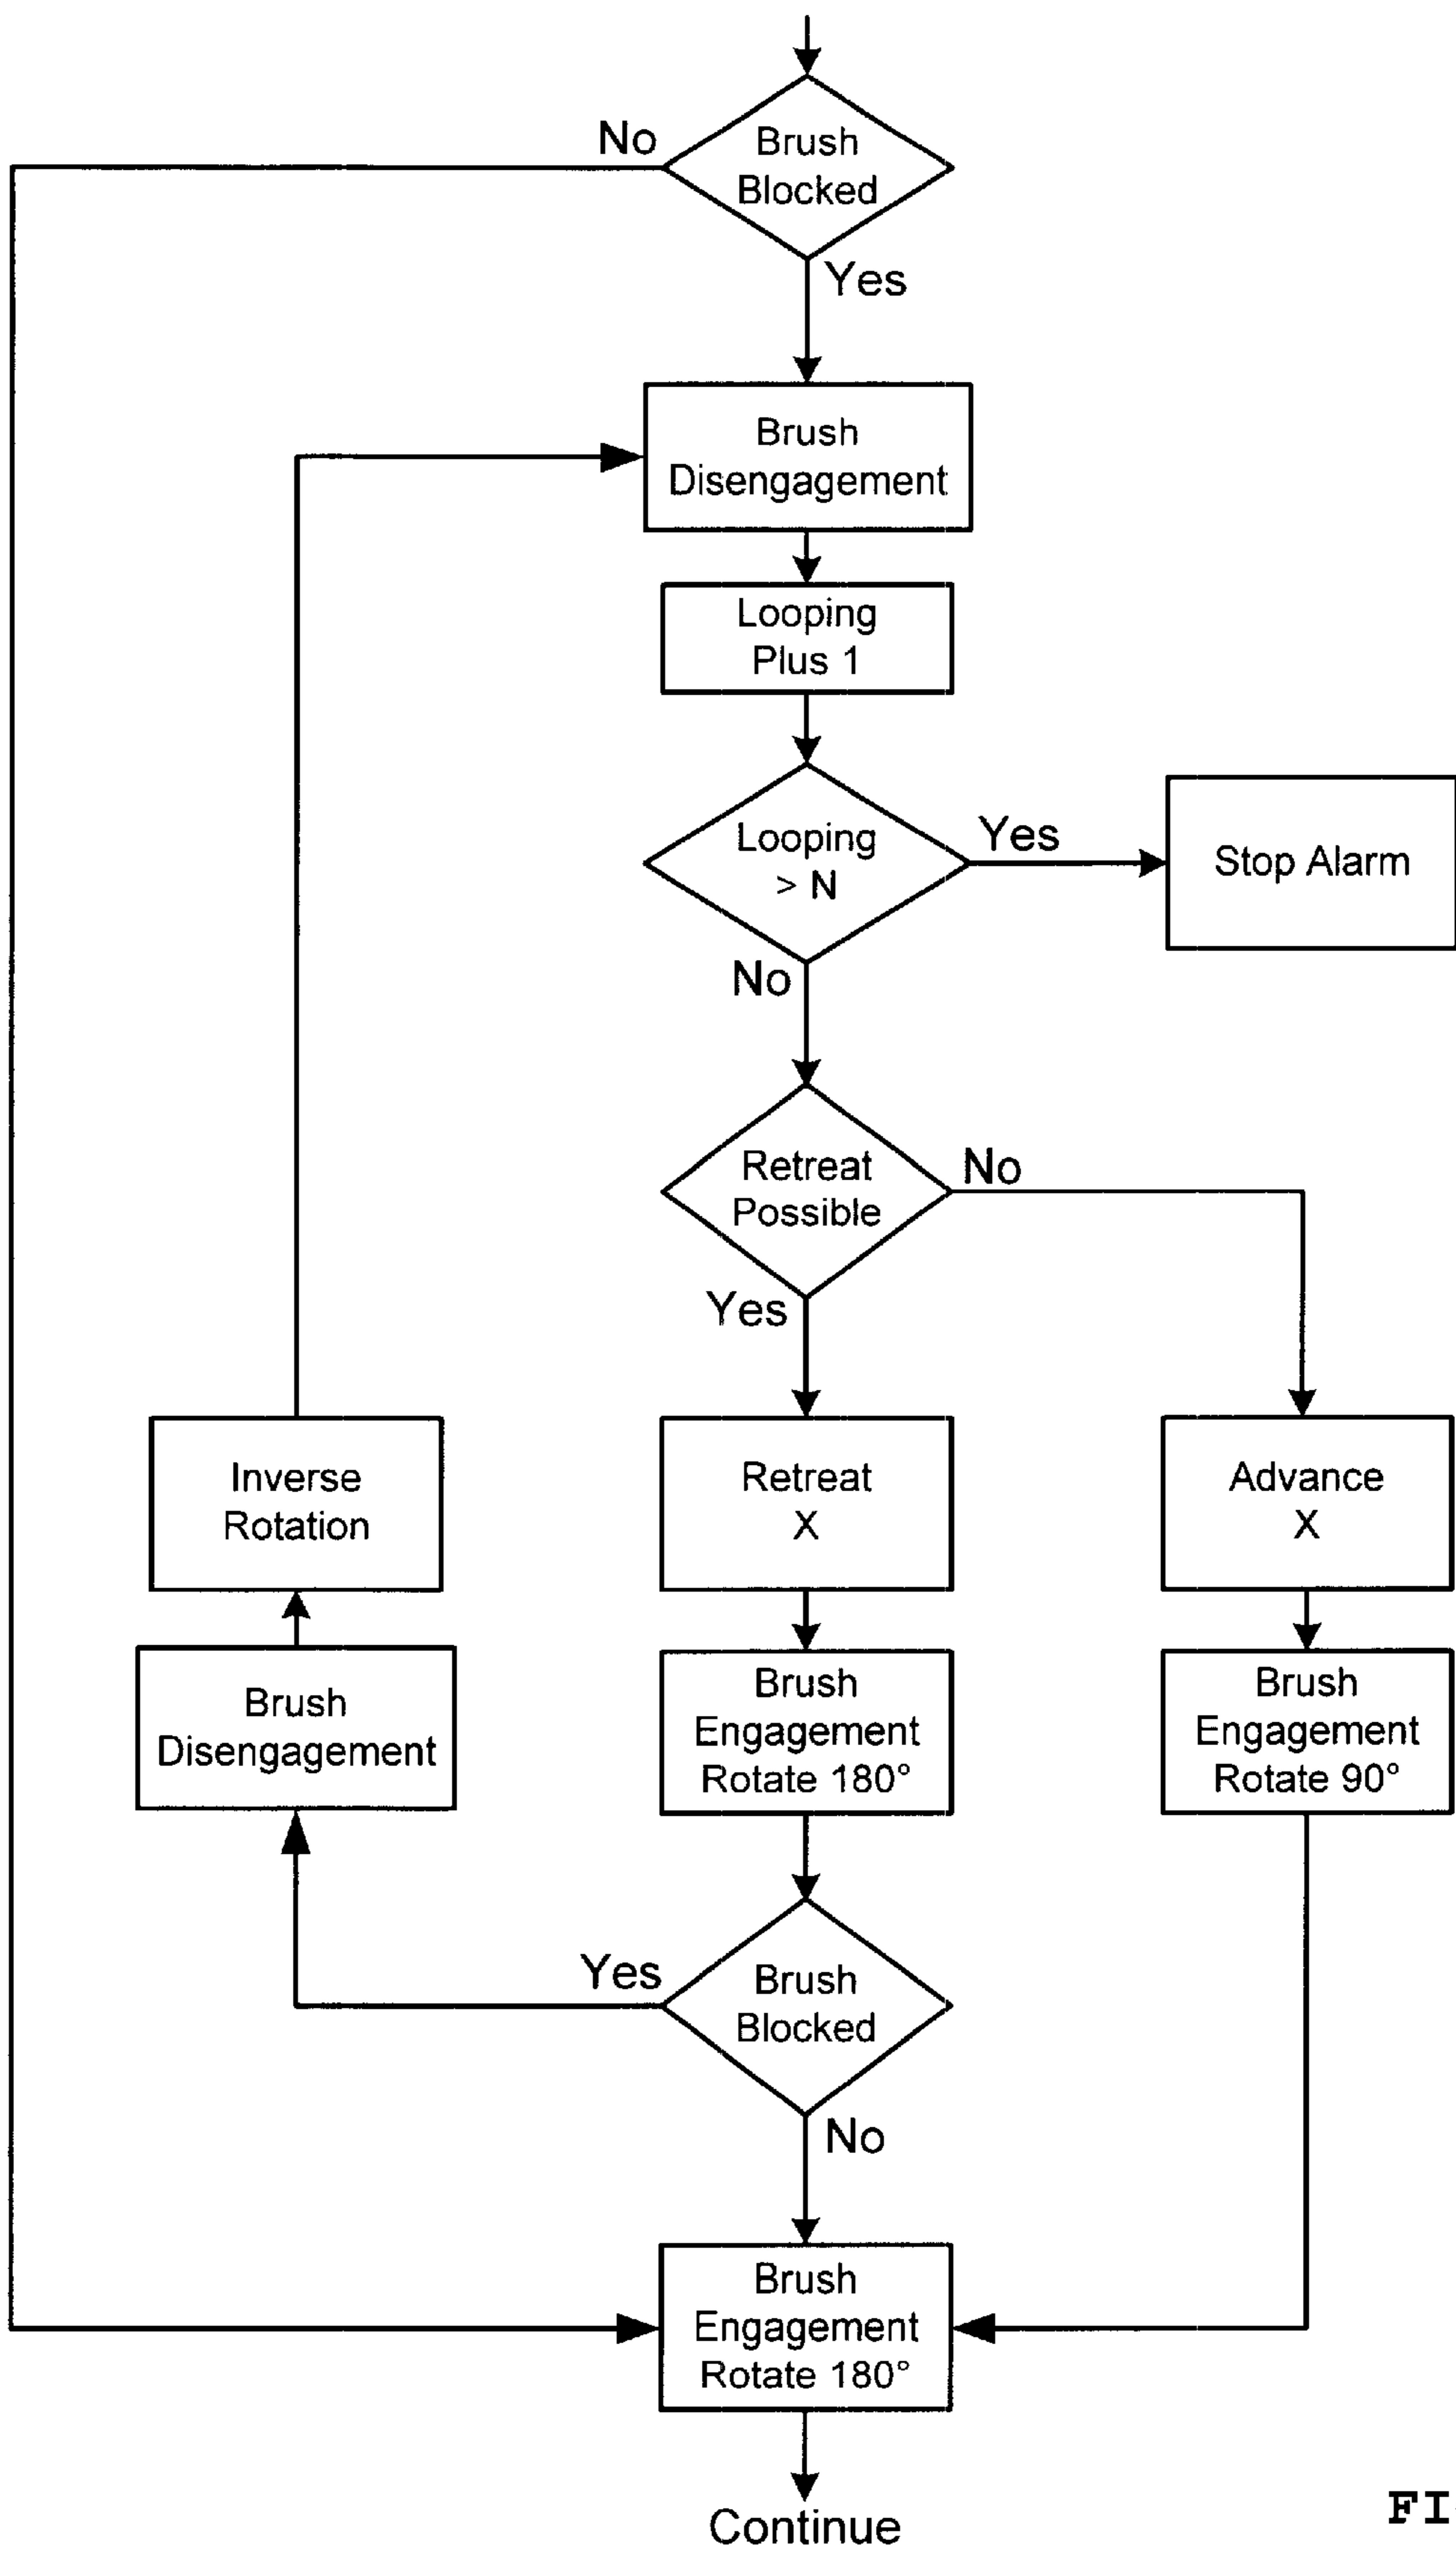 No
Brush
Blocked
Yes
Brush
Disengagement
Looping
Plus 1
Looping
> N
Yes
Stop Alarm
No
Retreat
Possible
No
Yes
Inverse
Rotation
Retreat
X
Advance
X
Brush
Disengagement
Brush
Engagement
Rotate 180°
Brush
Engagement
Rotate 90°
Yes
Brush
Blocked
No
Brush
Engagement
Rotate 180°
Continue
FI